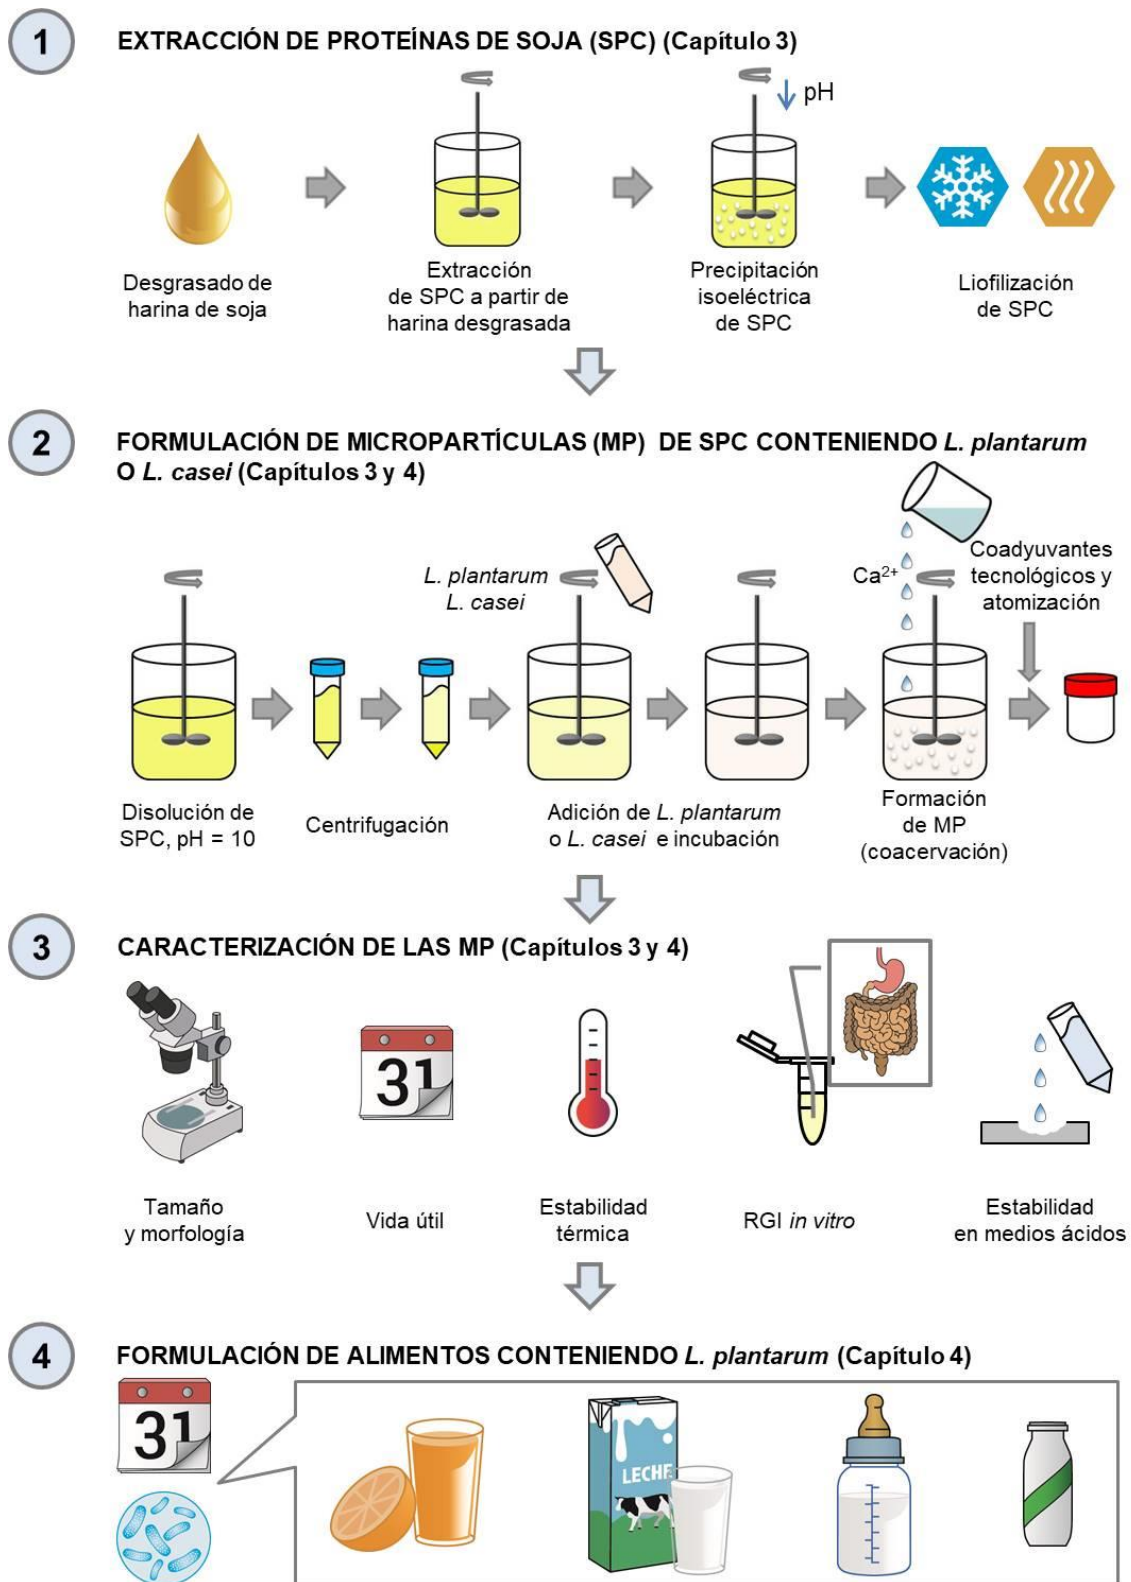 1
EXTRACCIÓN DE PROTEÍNAS DE SOJA (SPC) (Capítulo 3)
pH
Desgrasado de
harina de soja
Extracción
de SPC a partir de
harina desgrasada
Precipitación
isoeléctrica
de SPC
Liofilización
de SPC
2
FORMULACIÓN DE MICROPARTÍCULAS (MP) DE SPC CONTENIENDO L. plantarum
O L. casei (Capítulos 3 y 4)
L. plantarum
L. casei
Ca2+
Coadyuvantes
tecnológicos y
atomización
Disolución de
SPC, pH = 10
Centrifugación
Adición de L. plantarum
o L. casei e incubación
Formación
de MP
(coacervación)
3
CARACTERIZACIÓN DE LAS MP (Capítulos 3 y 4)
31
Tamaño
y morfología
Vida útil
Estabilidad
térmica
RGI in vitro
Estabilidad
en medios ácidos
4
FORMULACIÓN DE ALIMENTOS CONTENIENDO L. plantarum (Capítulo 4)
31
LECHE